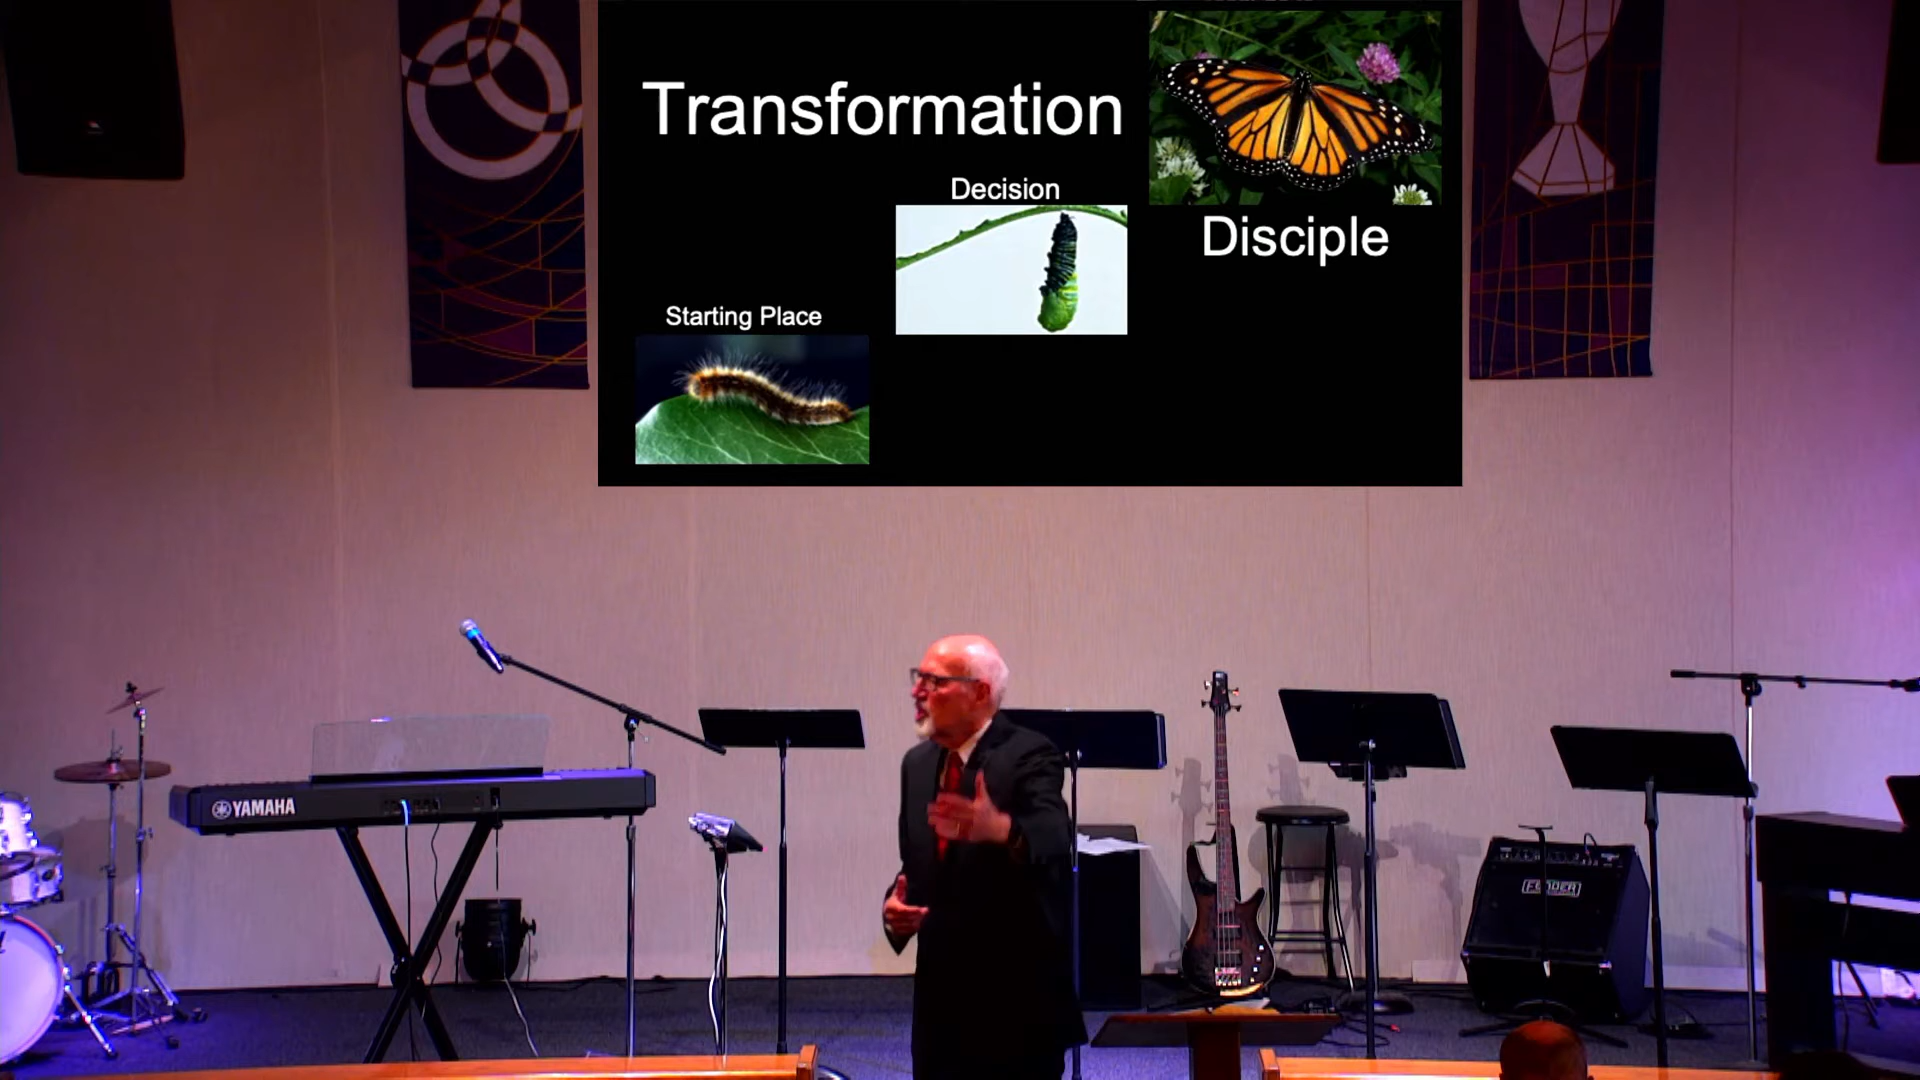 Transformation
Decision
Disciple
Starting Place
YAMAHA
FENDER